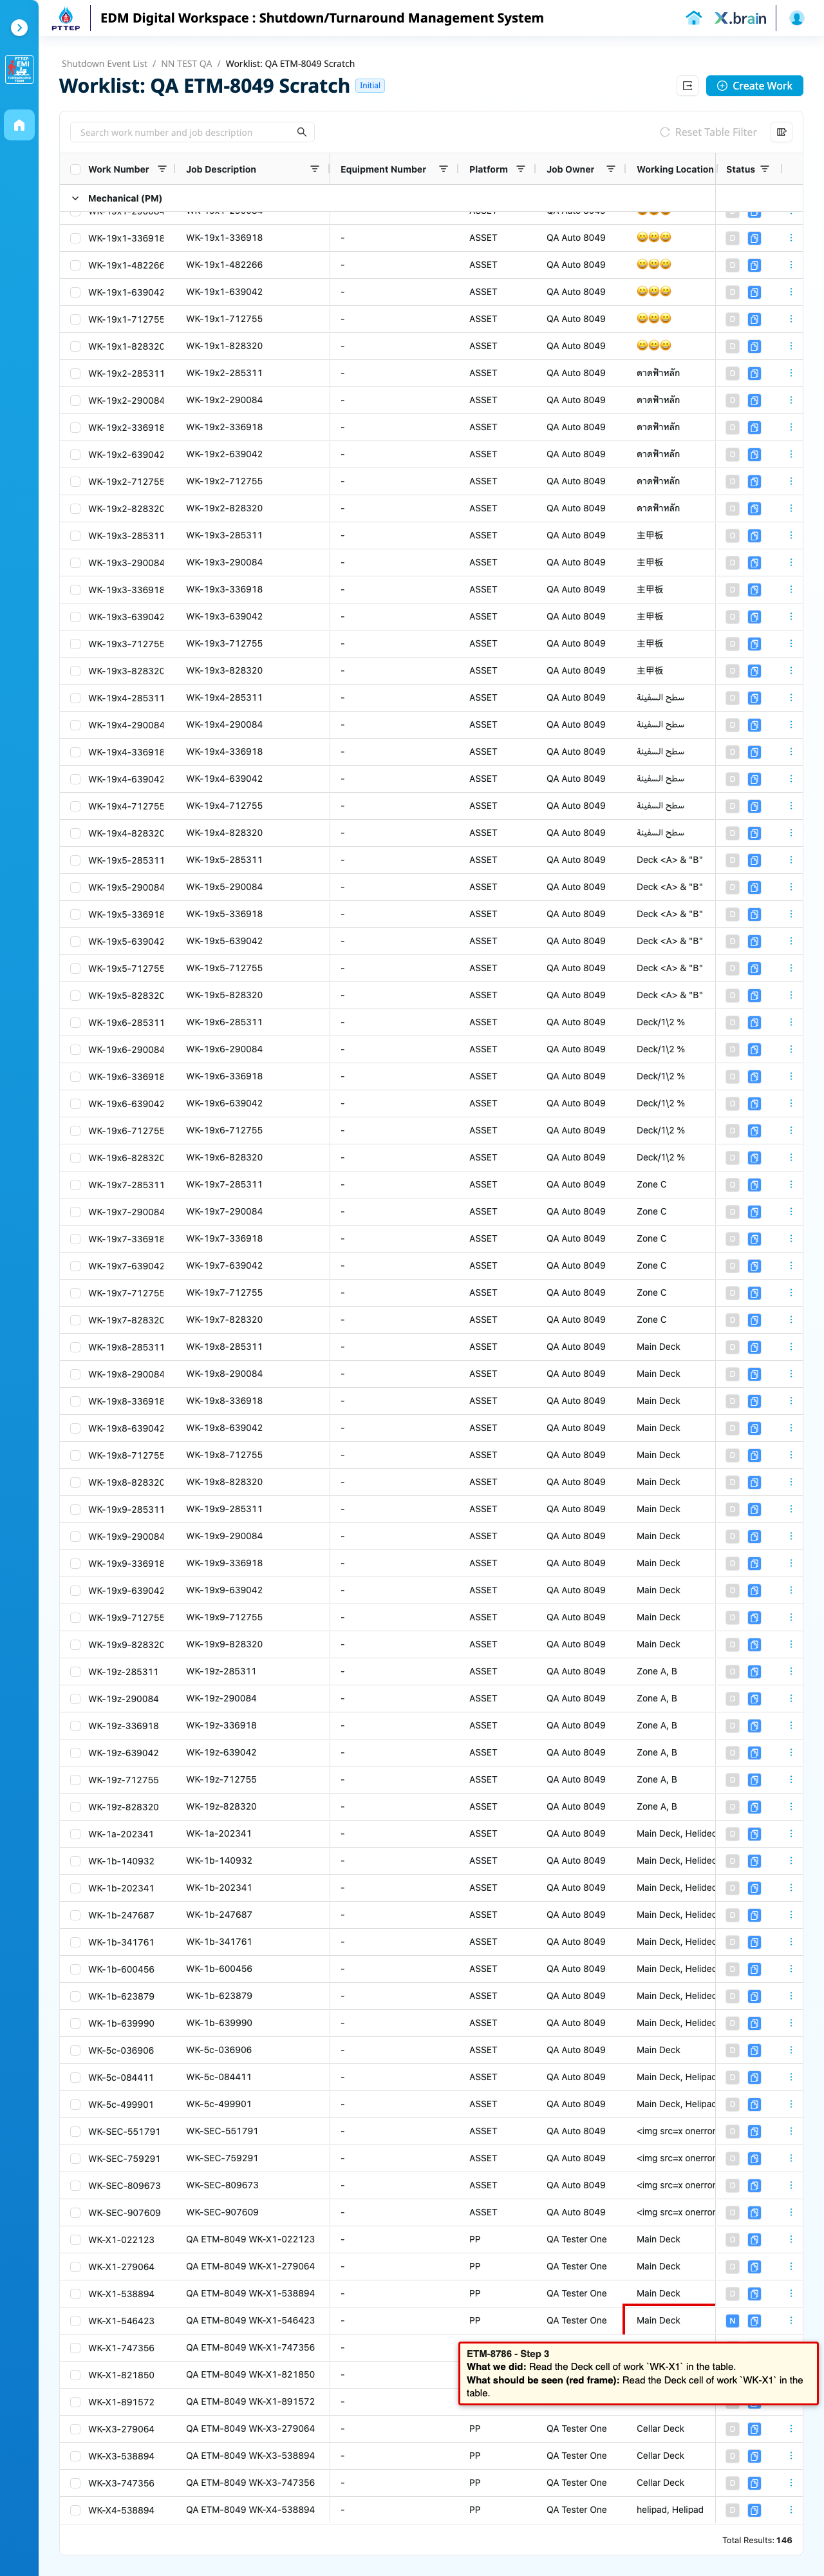 EDM Digital Workspace : Shutdown/Turnaround Management System
PTTEP
X.brain
Shutdown Event List / NN TEST QA / Worklist: QA ETM-8049 Scratch
Worklist: QA ETM-8049 Scratch Initial
Create Work
Search work number and job description
Reset Table Filter
Work Number Job Description Equipment Number Platform Job Owner Working Location Status
Mechanical (PM)
WK-19x1-336918 WK-19x1-336918 - ASSET QA Auto 8049 😀😀😀 D
WK-19x1-482266 WK-19x1-482266 - ASSET QA Auto 8049 😀😀😀 D
WK-19x1-639042 WK-19x1-639042 - ASSET QA Auto 8049 😀😀😀 D
WK-19x1-712755 WK-19x1-712755 - ASSET QA Auto 8049 😀😀😀 D
WK-19x1-828320 WK-19x1-828320 - ASSET QA Auto 8049 😀😀😀 D
WK-19x2-285311 WK-19x2-285311 - ASSET QA Auto 8049 ดาดฟ้าหลัก D
WK-19x2-290084 WK-19x2-290084 - ASSET QA Auto 8049 ดาดฟ้าหลัก D
WK-19x2-336918 WK-19x2-336918 - ASSET QA Auto 8049 ดาดฟ้าหลัก D
WK-19x2-639042 WK-19x2-639042 - ASSET QA Auto 8049 ดาดฟ้าหลัก D
WK-19x2-712755 WK-19x2-712755 - ASSET QA Auto 8049 ดาดฟ้าหลัก D
WK-19x2-828320 WK-19x2-828320 - ASSET QA Auto 8049 ดาดฟ้าหลัก D
WK-19x3-285311 WK-19x3-285311 - ASSET QA Auto 8049 主甲板 D
WK-19x3-290084 WK-19x3-290084 - ASSET QA Auto 8049 主甲板 D
WK-19x3-336918 WK-19x3-336918 - ASSET QA Auto 8049 主甲板 D
WK-19x3-639042 WK-19x3-639042 - ASSET QA Auto 8049 主甲板 D
WK-19x3-712755 WK-19x3-712755 - ASSET QA Auto 8049 主甲板 D
WK-19x3-828320 WK-19x3-828320 - ASSET QA Auto 8049 主甲板 D
WK-19x4-285311 WK-19x4-285311 - ASSET QA Auto 8049 سطح السفينة D
WK-19x4-290084 WK-19x4-290084 - ASSET QA Auto 8049 سطح السفينة D
WK-19x4-336918 WK-19x4-336918 - ASSET QA Auto 8049 سطح السفينة D
WK-19x4-639042 WK-19x4-639042 - ASSET QA Auto 8049 سطح السفينة D
WK-19x4-712755 WK-19x4-712755 - ASSET QA Auto 8049 سطح السفينة D
WK-19x4-828320 WK-19x4-828320 - ASSET QA Auto 8049 سطح السفينة D
WK-19x5-285311 WK-19x5-285311 - ASSET QA Auto 8049 Deck <A> & "B" D
WK-19x5-290084 WK-19x5-290084 - ASSET QA Auto 8049 Deck <A> & "B" D
WK-19x5-336918 WK-19x5-336918 - ASSET QA Auto 8049 Deck <A> & "B" D
WK-19x5-639042 WK-19x5-639042 - ASSET QA Auto 8049 Deck <A> & "B" D
WK-19x5-712755 WK-19x5-712755 - ASSET QA Auto 8049 Deck <A> & "B" D
WK-19x5-828320 WK-19x5-828320 - ASSET QA Auto 8049 Deck <A> & "B" D
WK-19x6-285311 WK-19x6-285311 - ASSET QA Auto 8049 Deck/1\2 % D
WK-19x6-290084 WK-19x6-290084 - ASSET QA Auto 8049 Deck/1\2 % D
WK-19x6-336918 WK-19x6-336918 - ASSET QA Auto 8049 Deck/1\2 % D
WK-19x6-639042 WK-19x6-639042 - ASSET QA Auto 8049 Deck/1\2 % D
WK-19x6-712755 WK-19x6-712755 - ASSET QA Auto 8049 Deck/1\2 % D
WK-19x6-828320 WK-19x6-828320 - ASSET QA Auto 8049 Deck/1\2 % D
WK-19x7-285311 WK-19x7-285311 - ASSET QA Auto 8049 Zone C D
WK-19x7-290084 WK-19x7-290084 - ASSET QA Auto 8049 Zone C D
WK-19x7-336918 WK-19x7-336918 - ASSET QA Auto 8049 Zone C D
WK-19x7-639042 WK-19x7-639042 - ASSET QA Auto 8049 Zone C D
WK-19x7-712755 WK-19x7-712755 - ASSET QA Auto 8049 Zone C D
WK-19x7-828320 WK-19x7-828320 - ASSET QA Auto 8049 Zone C D
WK-19x8-285311 WK-19x8-285311 - ASSET QA Auto 8049 Main Deck D
WK-19x8-290084 WK-19x8-290084 - ASSET QA Auto 8049 Main Deck D
WK-19x8-336918 WK-19x8-336918 - ASSET QA Auto 8049 Main Deck D
WK-19x8-639042 WK-19x8-639042 - ASSET QA Auto 8049 Main Deck D
WK-19x8-712755 WK-19x8-712755 - ASSET QA Auto 8049 Main Deck D
WK-19x8-828320 WK-19x8-828320 - ASSET QA Auto 8049 Main Deck D
WK-19x9-285311 WK-19x9-285311 - ASSET QA Auto 8049 Main Deck D
WK-19x9-290084 WK-19x9-290084 - ASSET QA Auto 8049 Main Deck D
WK-19x9-336918 WK-19x9-336918 - ASSET QA Auto 8049 Main Deck D
WK-19x9-639042 WK-19x9-639042 - ASSET QA Auto 8049 Main Deck D
WK-19x9-712755 WK-19x9-712755 - ASSET QA Auto 8049 Main Deck D
WK-19x9-828320 WK-19x9-828320 - ASSET QA Auto 8049 Main Deck D
WK-19z-285311 WK-19z-285311 - ASSET QA Auto 8049 Zone A, B D
WK-19z-290084 WK-19z-290084 - ASSET QA Auto 8049 Zone A, B D
WK-19z-336918 WK-19z-336918 - ASSET QA Auto 8049 Zone A, B D
WK-19z-639042 WK-19z-639042 - ASSET QA Auto 8049 Zone A, B D
WK-19z-712755 WK-19z-712755 - ASSET QA Auto 8049 Zone A, B D
WK-19z-828320 WK-19z-828320 - ASSET QA Auto 8049 Zone A, B D
WK-1a-202341 WK-1a-202341 - ASSET QA Auto 8049 Main Deck, Helidec D
WK-1b-140932 WK-1b-140932 - ASSET QA Auto 8049 Main Deck, Helidec D
WK-1b-202341 WK-1b-202341 - ASSET QA Auto 8049 Main Deck, Helidec D
WK-1b-247687 WK-1b-247687 - ASSET QA Auto 8049 Main Deck, Helidec D
WK-1b-341761 WK-1b-341761 - ASSET QA Auto 8049 Main Deck, Helidec D
WK-1b-600456 WK-1b-600456 - ASSET QA Auto 8049 Main Deck, Helidec D
WK-1b-623879 WK-1b-623879 - ASSET QA Auto 8049 Main Deck, Helidec D
WK-1b-639990 WK-1b-639990 - ASSET QA Auto 8049 Main Deck, Helidec D
WK-5c-036906 WK-5c-036906 - ASSET QA Auto 8049 Main Deck D
WK-5c-084411 WK-5c-084411 - ASSET QA Auto 8049 Main Deck, Helipad D
WK-5c-499901 WK-5c-499901 - ASSET QA Auto 8049 Main Deck, Helipad D
WK-SEC-551791 WK-SEC-551791 - ASSET QA Auto 8049 <img src=x onerror D
WK-SEC-759291 WK-SEC-759291 - ASSET QA Auto 8049 <img src=x onerror D
WK-SEC-809673 WK-SEC-809673 - ASSET QA Auto 8049 <img src=x onerror D
WK-SEC-907609 WK-SEC-907609 - ASSET QA Auto 8049 <img src=x onerror D
WK-X1-022123 QA ETM-8049 WK-X1-022123 - PP QA Tester One Main Deck D
WK-X1-279064 QA ETM-8049 WK-X1-279064 - PP QA Tester One Main Deck D
WK-X1-538894 QA ETM-8049 WK-X1-538894 - PP QA Tester One Main Deck D
WK-X1-546423 QA ETM-8049 WK-X1-546423 - PP QA Tester One Main Deck N
WK-X1-747356 QA ETM-8049 WK-X1-747356 -
ETM-8786 - Step 3
What we did: Read the Deck cell of work `WK-X1` in the table.
WK-X1-821850 QA ETM-8049 WK-X1-821850 -
What should be seen (red frame): Read the Deck cell of work `WK-X1` in the
table.
WK-X1-891572 QA ETM-8049 WK-X1-891572 -
WK-X3-279064 QA ETM-8049 WK-X3-279064 - PP QA Tester One Cellar Deck D
WK-X3-538894 QA ETM-8049 WK-X3-538894 - PP QA Tester One Cellar Deck D
WK-X3-747356 QA ETM-8049 WK-X3-747356 - PP QA Tester One Cellar Deck D
WK-X4-538894 QA ETM-8049 WK-X4-538894 - PP QA Tester One helipad, Helipad D
Total Results: 146